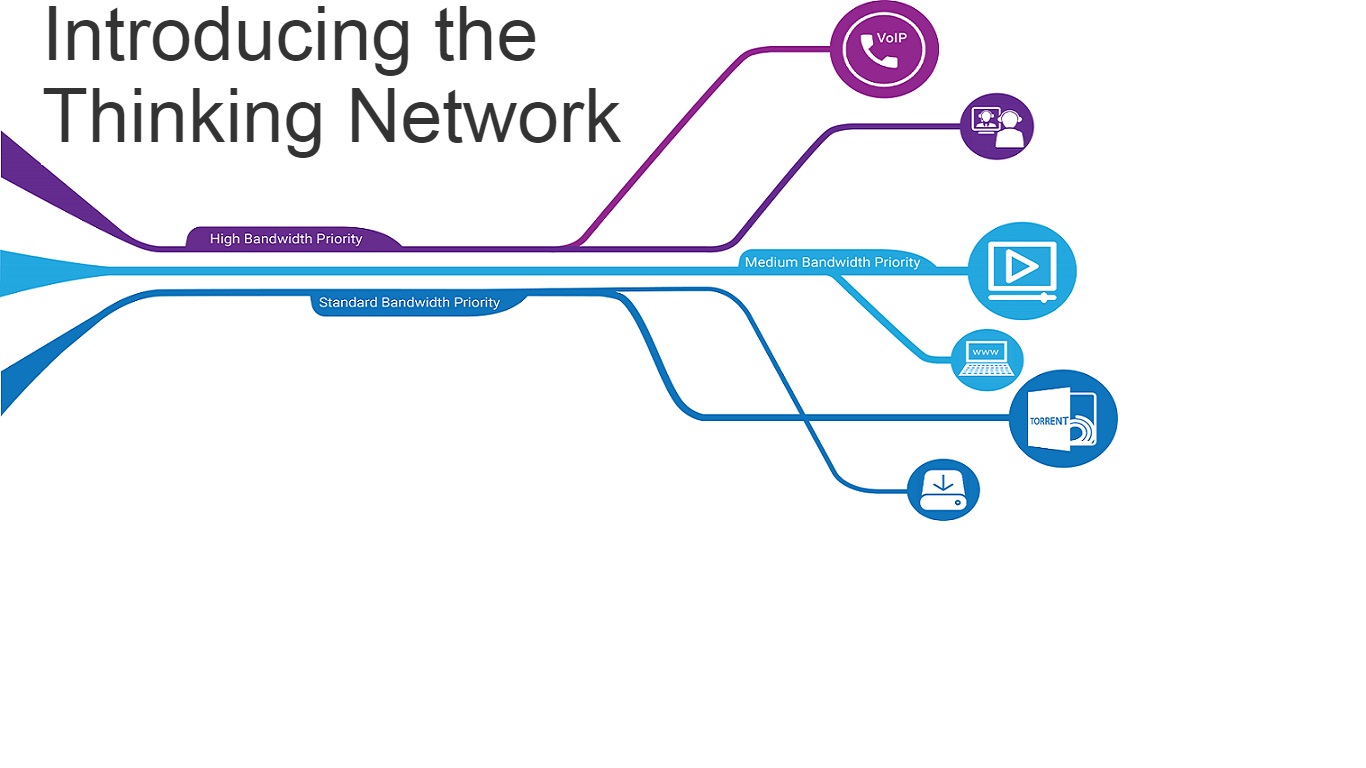 Introducing the
Thinking Network
VoIP
High Bandwidth Priority
Medium Bandwidth Priority
Standard Bandwidth Priority
www
TORRENT